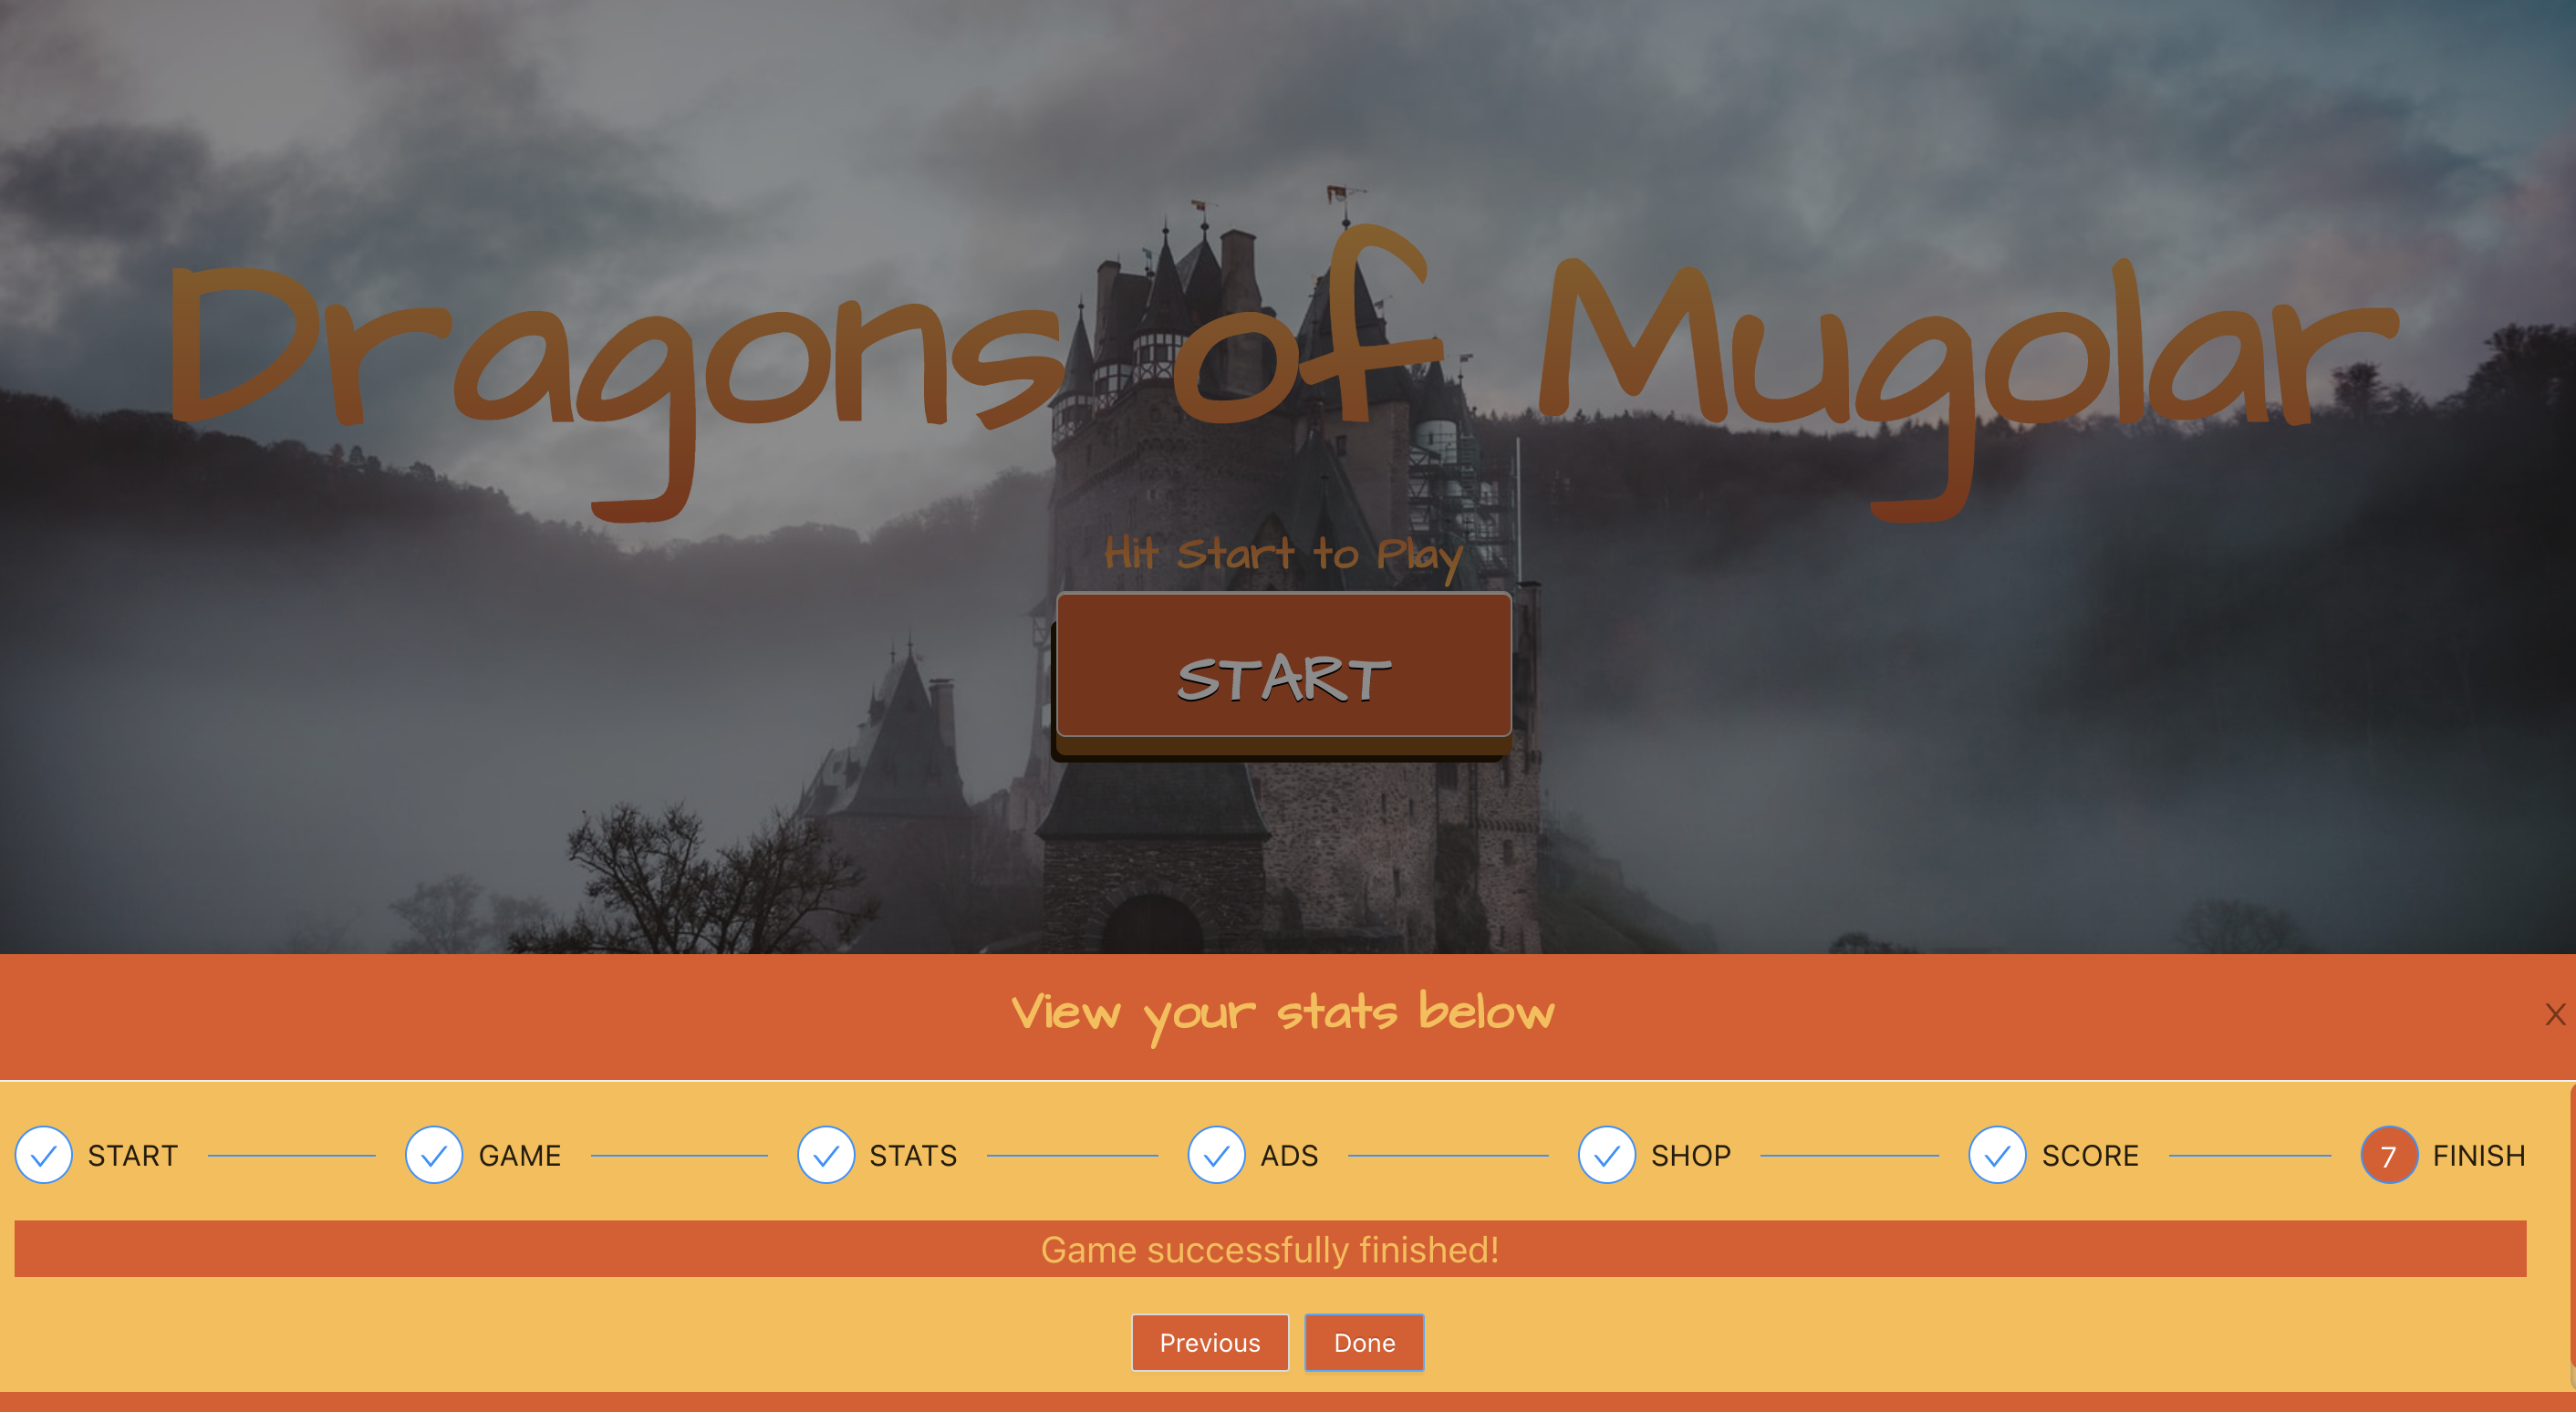 Dragons of Mugolar
Hit Start to Play
START
View your stats below
X
START GAME STATS ADS SHOP SCORE 7 FINISH
Game successfully finished!
Previous Done